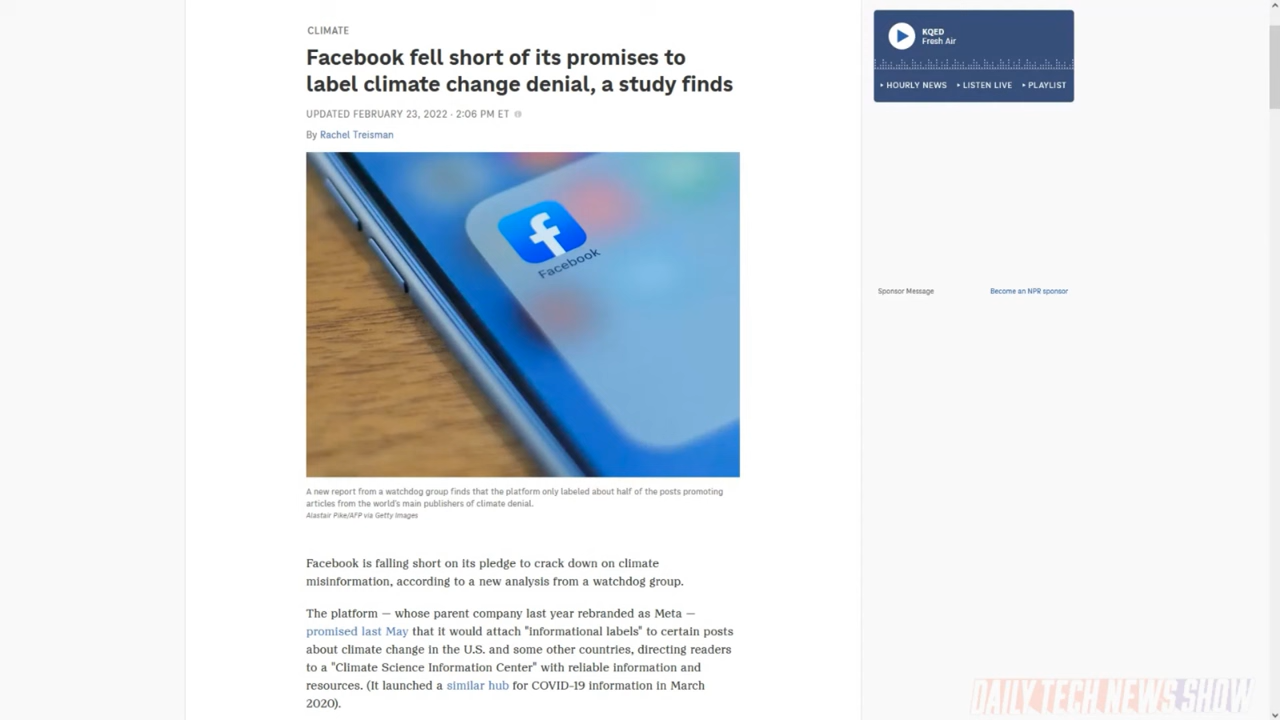 CLIMATE
Facebook fell short of its promises to
label climate change denial, a study finds
UPDATED FEBRUARY 23, 2022 · 2:06 PM ET
By Rachel Treisman
Facebook
A new report from a watchdog group finds that the platform only labeled about half of the posts promoting
articles from the world's main publishers of climate denial.
Alastair Pike/AFP via Getty Images
Facebook is falling short on its pledge to crack down on climate
misinformation, according to a new analysis from a watchdog group.
The platform — whose parent company last year rebranded as Meta —
promised last May that it would attach "informational labels" to certain posts
about climate change in the U.S. and some other countries, directing readers
to a "Climate Science Information Center" with reliable information and
resources. (It launched a similar hub for COVID-19 information in March
2020).
KQED
Fresh Air
HOURLY NEWS LISTEN LIVE PLAYLIST
Sponsor Message
Become an NPR sponsor
DAILY TECH NEWS SHOW